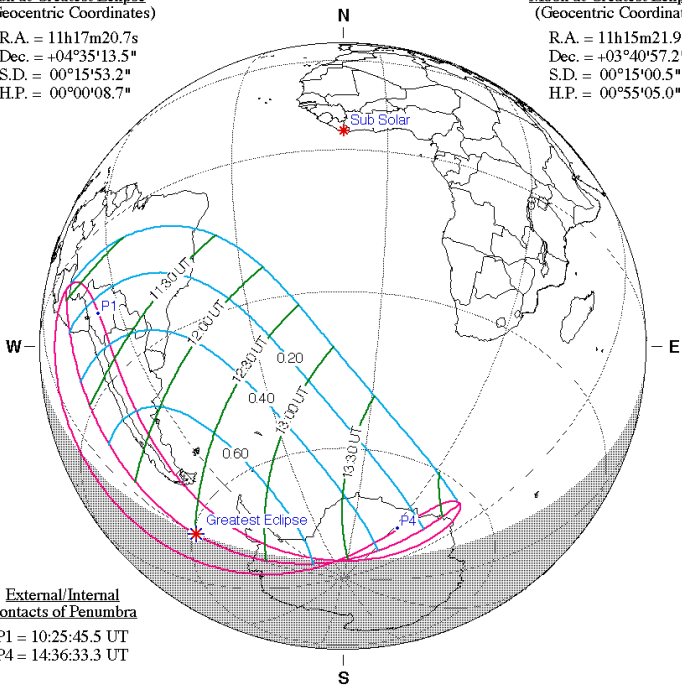 (Geocentric Coordinates)
R.A. = 11h17m20.7s
Dec. = +04°35'13.5"
S.D. = 00°15'53.2"
H.P. = 00°00'08.7"
N
R.A. = 11h15m21.9
Dec. = +03°40'57.2"
S.D. = 00°15'00.5"
H.P. = 00°55'05.0"
Sub Solar
P1
11:30 UT
12:00 UT
12:30 UT
13:00 UT
13:30 UT
0.20
0.40
0.60
W
E
Greatest Eclipse
P4
External/Internal
Contacts of Penumbra
P1 = 10:25:45.5 UT
P4 = 14:36:33.3 UT
S